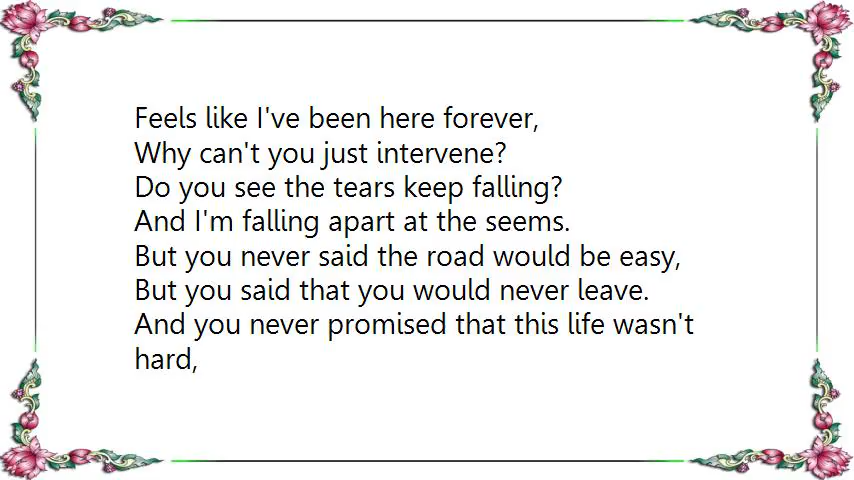 Feels like I've been here forever,
Why can't you just intervene?
Do you see the tears keep falling?
And I'm falling apart at the seems.
But you never said the road would be easy,
But you said that you would never leave.
And you never promised that this life wasn't
hard,